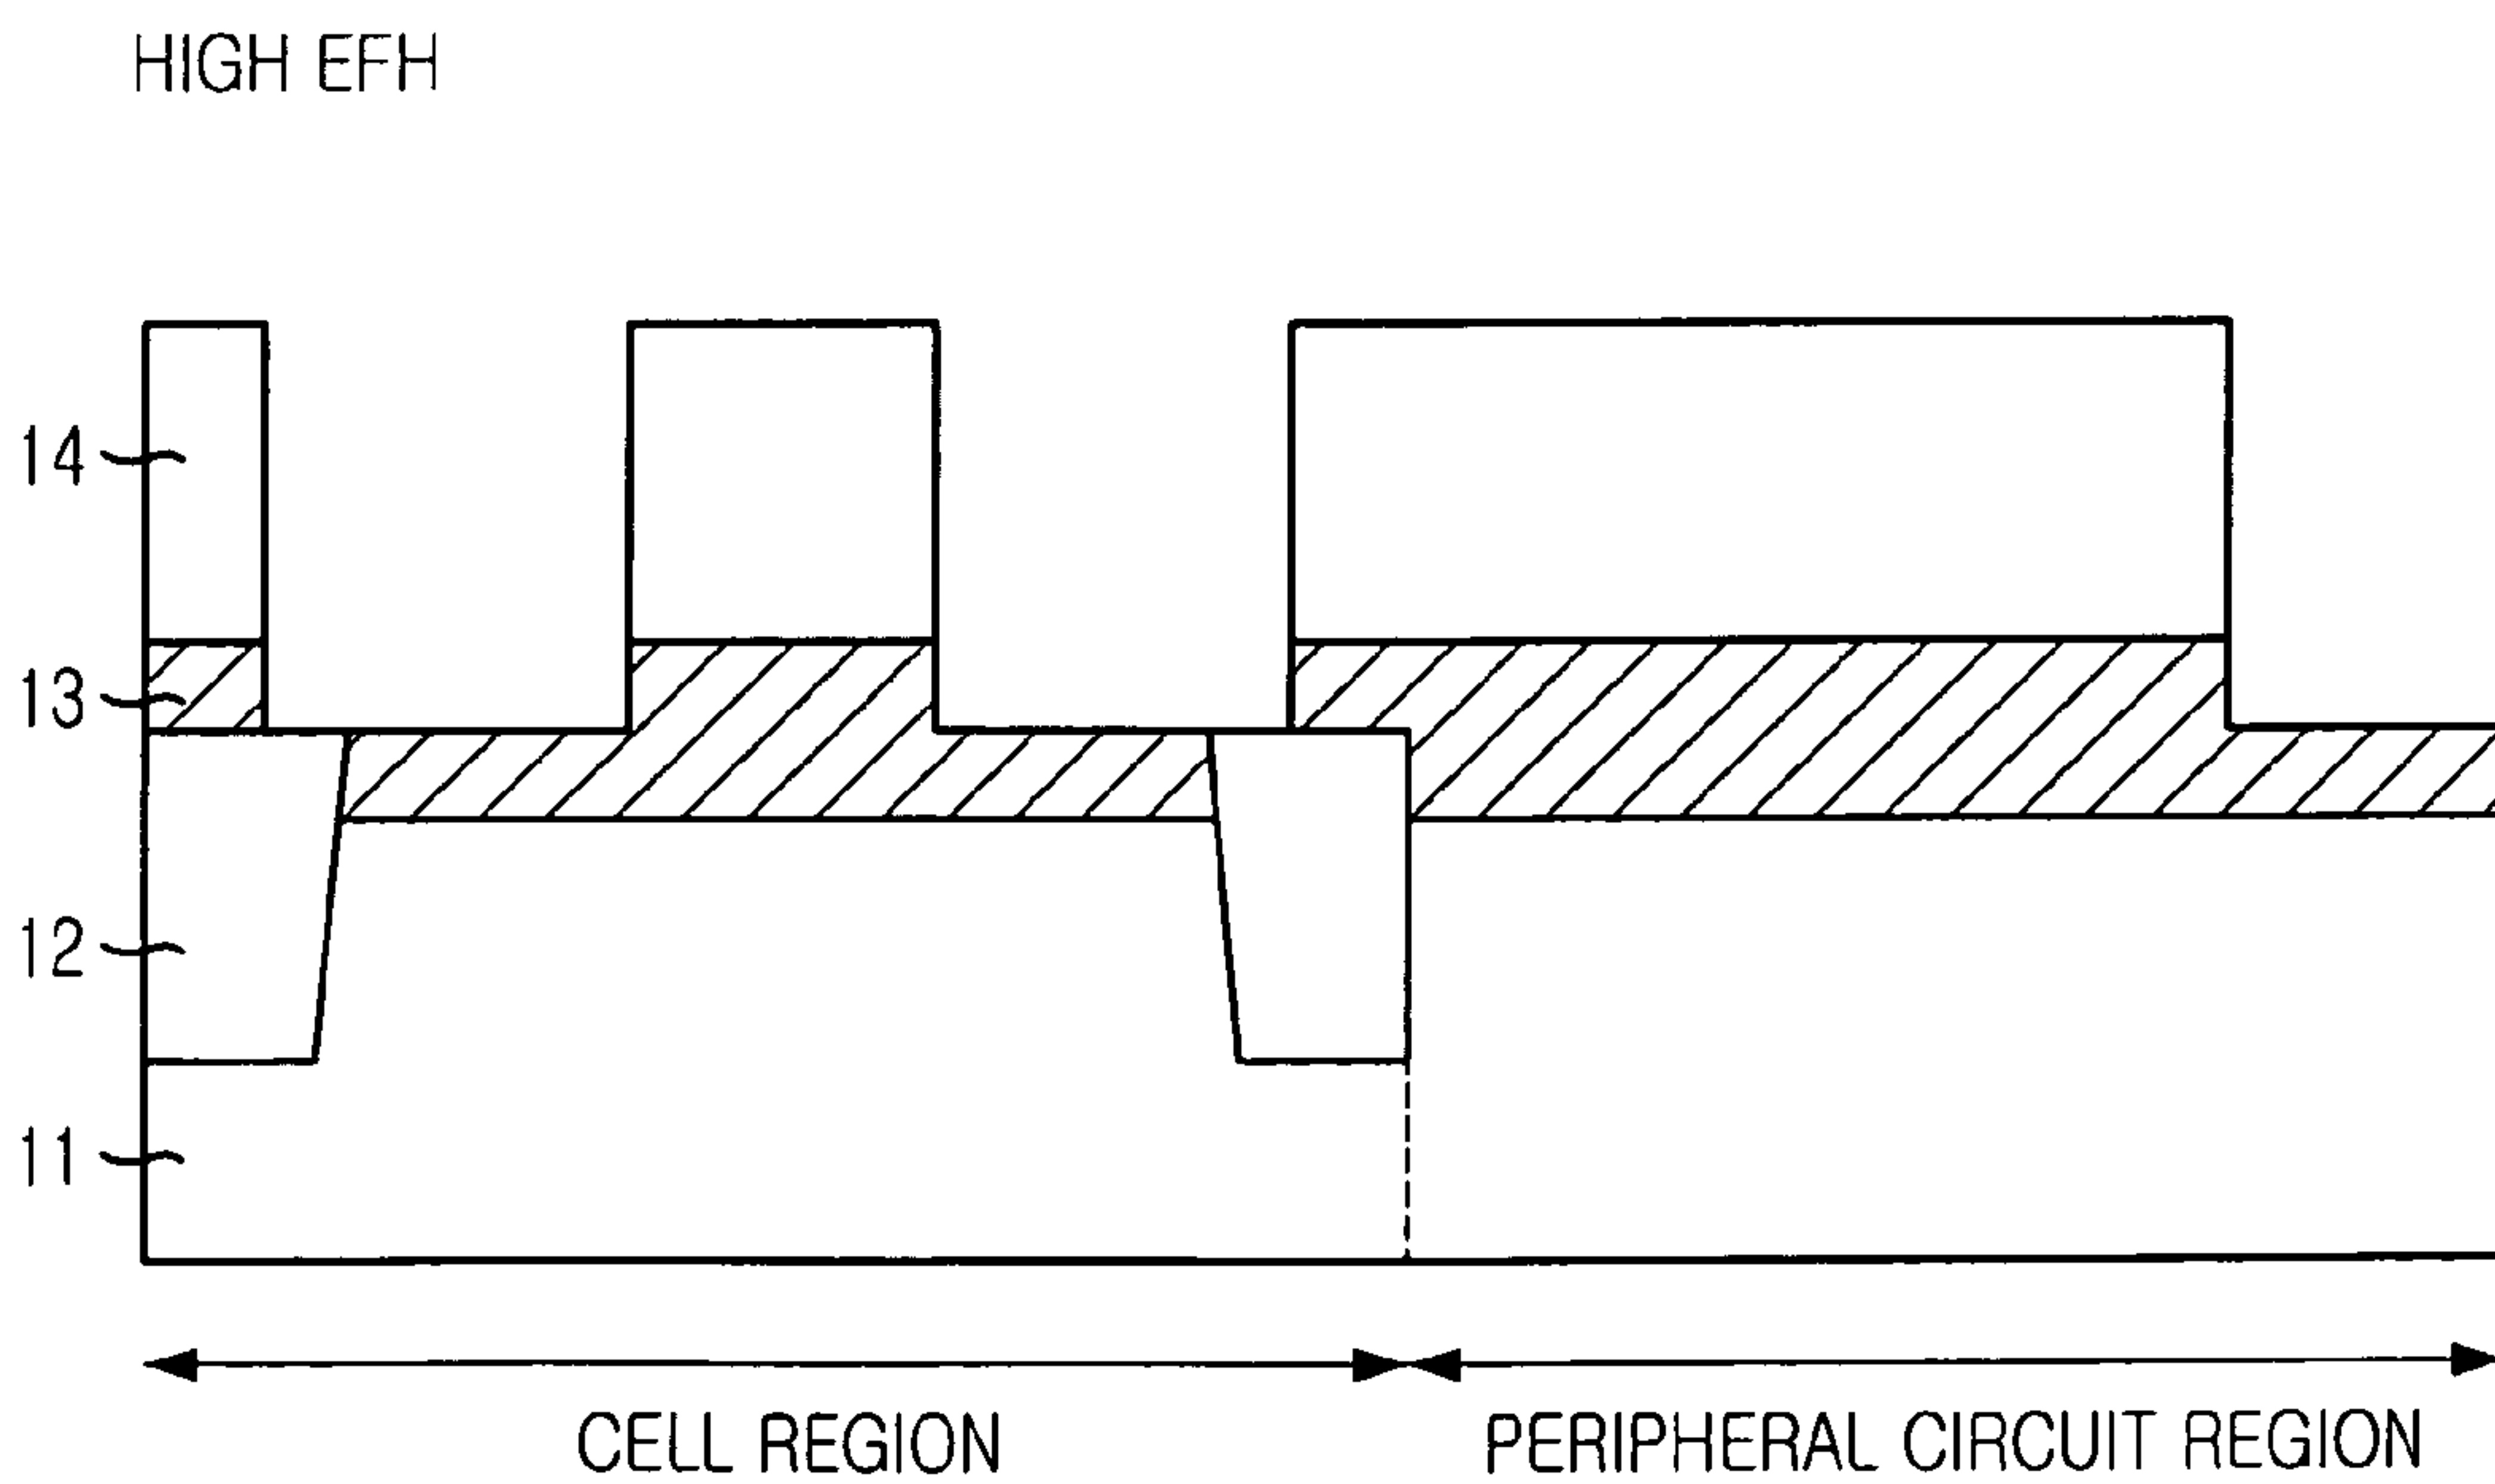 HIGH EFH
14
13
12
11
CELL REGION
PERIPHERAL CIRCUIT REGION